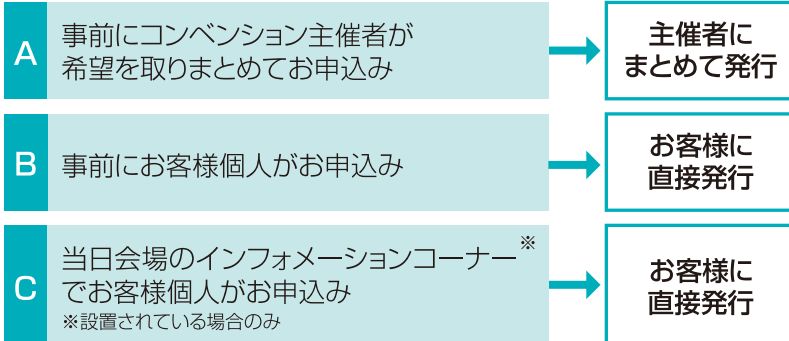 A
事前にコンベンション主催者が
希望を取りまとめてお申込み
主催者に
まとめて発行
B
事前にお客様個人がお申込み
お客様に
直接発行
C
当日会場のインフォメーションコーナー※
でお客様個人がお申込み
※設置されている場合のみ
お客様に
直接発行